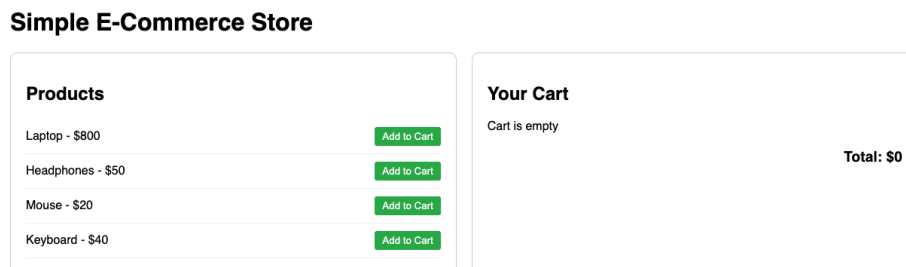 Simple E-Commerce Store
Products
Laptop - $800
Add to Cart
Headphones - $50
Add to Cart
Mouse - $20
Add to Cart
Keyboard - $40
Add to Cart
Your Cart
Cart is empty
Total: $0